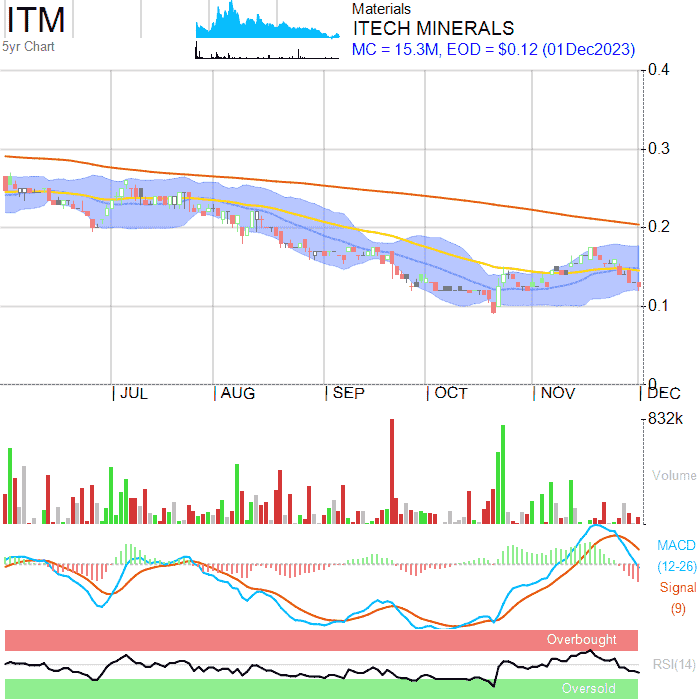 ITM
5yr Chart
Materials
ITECH MINERALS
MC = 15.3M, EOD = $0.12 (01Dec2023)
0.4
0.3
0.2
0.1
0
JUL AUG SEP OCT NOV DEC
832k
Volume
MACD
(12-26)
Signal
(9)
Overbought
RSI(14)
Oversold